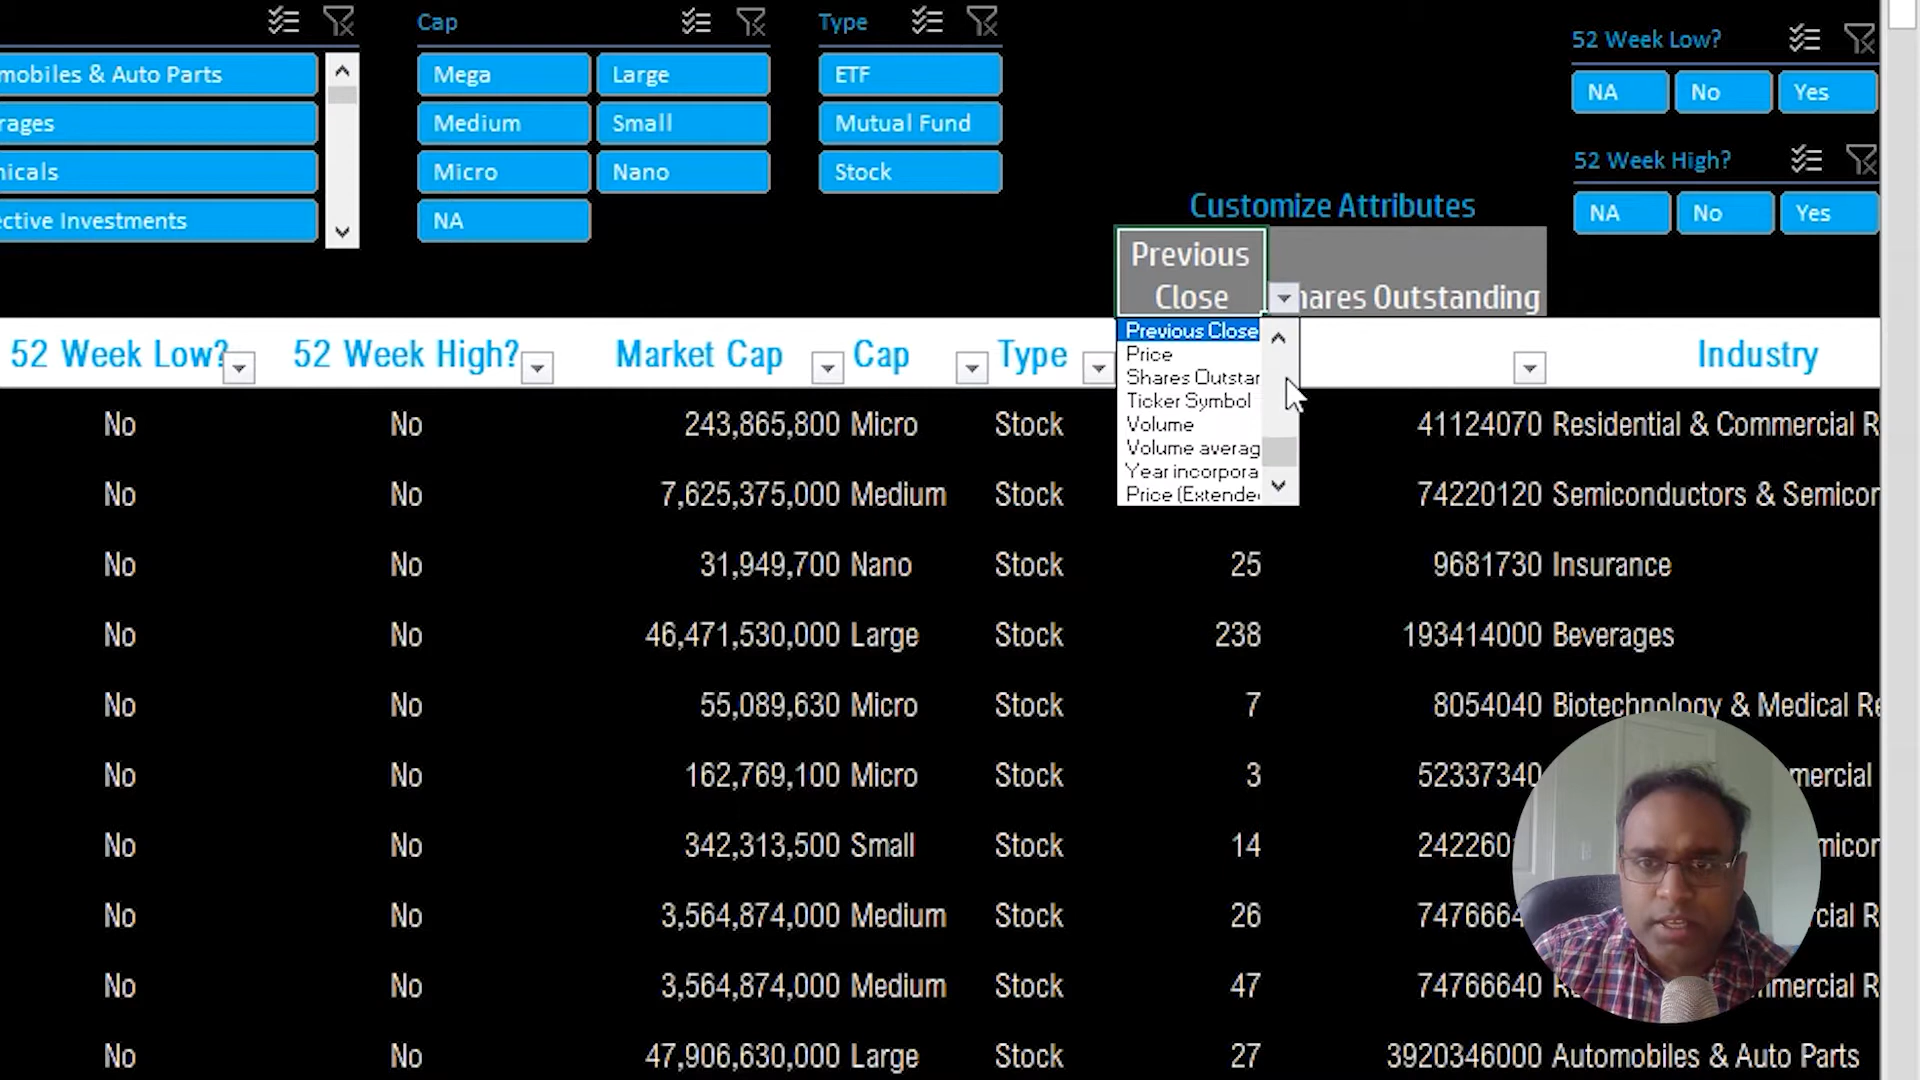 Cap
Type
52 Week Low?
mobiles & Auto Parts
Mega
Large
ETF
NA
No
Yes
rages
Medium
Small
Mutual Fund
nicals
Micro
Nano
Stock
52 Week High?
ective Investments
NA
NA
No
Yes
Customize Attributes
Previous
Close
hares Outstanding
Previous Close
Price
Shares Outstan
Ticker Symbol
Volume
Volume averag
Year incorpora
Price (Extended
52 Week Low? 52 Week High? Market Cap Cap Type Industry
No No 243,865,800 Micro Stock 41124070 Residential & Commercial R
No No 7,625,375,000 Medium Stock 74220120 Semiconductors & Semicon
No No 31,949,700 Nano Stock 25 9681730 Insurance
No No 46,471,530,000 Large Stock 238 193414000 Beverages
No No 55,089,630 Micro Stock 7 8054040 Biotechnology & Medical Re
No No 162,769,100 Micro Stock 3 52337340 mmercial
No No 342,313,500 Small Stock 14 242260 micon
No No 3,564,874,000 Medium Stock 26 7476664 cial R
No No 3,564,874,000 Medium Stock 47 74766640 mmercial R
No No 47,906,630,000 Large Stock 27 3920346000 Automobiles & Auto Parts